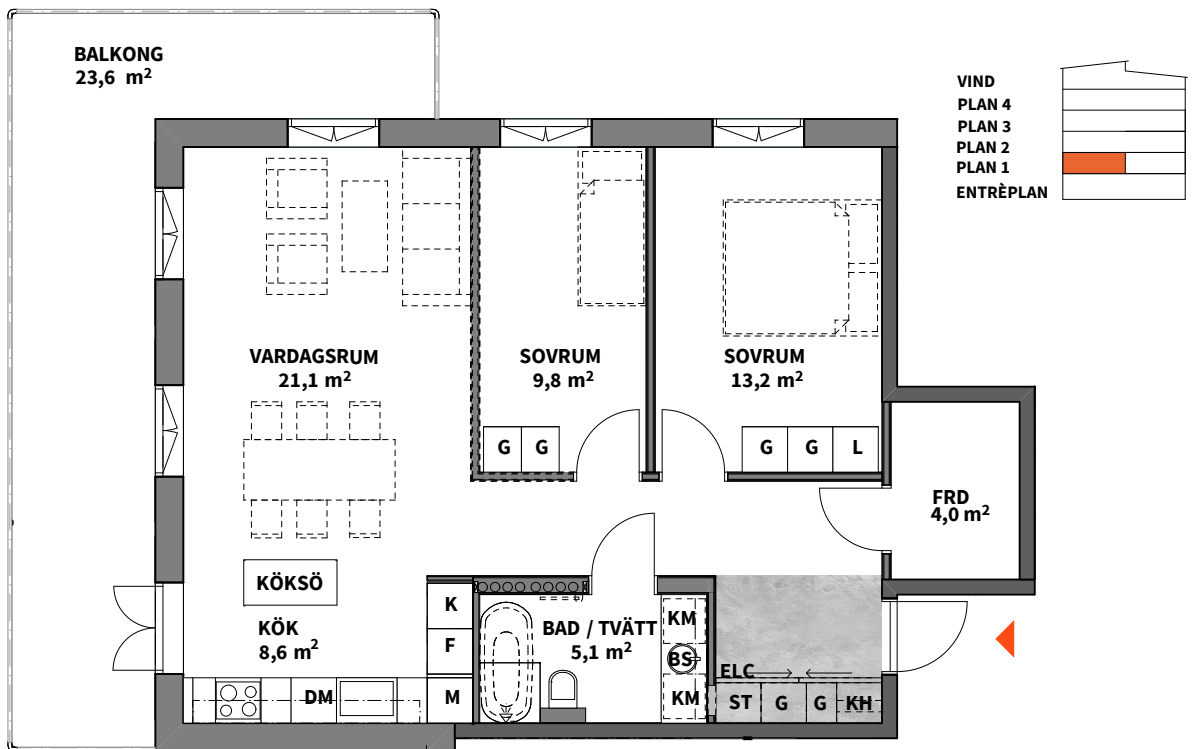 BALKONG
23,6 m²
VIND
PLAN 4
PLAN 3
PLAN 2
PLAN 1
ENTRÈPLAN
VARDAGSRUM
21,1 m²
SOVRUM
9,8 m²
SOVRUM
13,2 m²
G G
G G L
FRD
4,0 m²
KÖKSÖ
KÖK
8,6 m²
K
F
M
DM
BAD / TVÄTT
5,1 m²
KM
BS
KM
ELC
ST G G KH